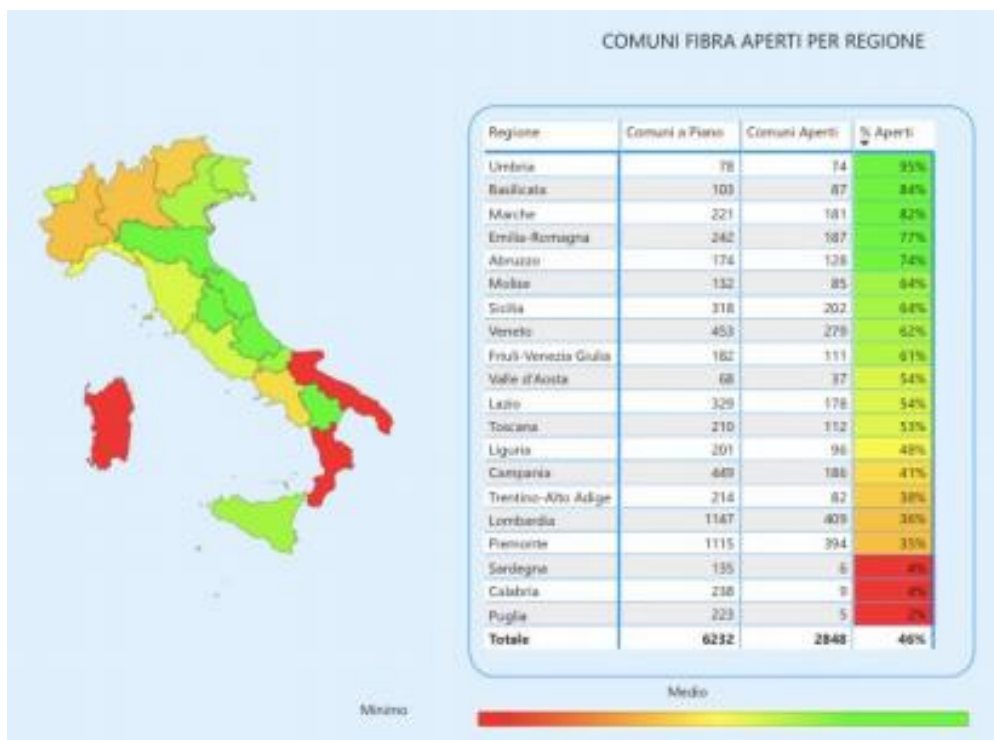 COMUNI FIBRA APERTI PER REGIONE
Regione Comuni a Piano Comuni Aperti % Aperti
Umbria 78 74 95%
Basilicata 103 87 84%
Marche 221 181 82%
Emilia-Romagna 242 187 77%
Abruzzo 174 128 74%
Molise 132 85 64%
Sicilia 318 202 64%
Veneto 453 279 62%
Friuli-Venezia Giulia 182 111 61%
Valle d'Aosta 68 37 54%
Lazio 329 178 54%
Toscana 210 112 53%
Liguria 201 96 48%
Campania 449 186 41%
Trentino-Alto Adige 214 82 38%
Lombardia 1147 409 36%
Piemonte 1115 394 35%
Sardegna 135 6 4%
Calabria 238 9 4%
Puglia 223 5 2%
Totale 6232 2848 46%
Medio
Minimo